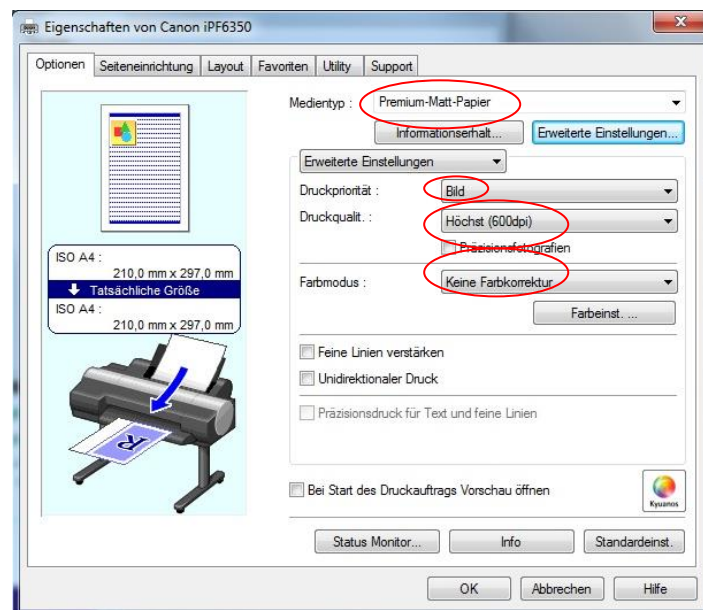 Eigenschaften von Canon iPF6350
Optionen Seiteneinrichtung Layout Favoriten Utility Support
Medientyp : Premium-Matt-Papier
Informationserhalt... Erweiterte Einstellungen...
Erweiterte Einstellungen
Druckpriorität : Bild
Druckqualit. : Höchst (600dpi)
Präzisionsfotografien
Farbmodus : Keine Farbkorrektur
Farbeinst. ...
Feine Linien verstärken
Unidirektionaler Druck
Präzisionsdruck für Text und feine Linien
ISO A4 :
210,0 mm x 297,0 mm
Tatsächliche Größe
ISO A4 :
210,0 mm x 297,0 mm
R
Bei Start des Druckauftrags Vorschau öffnen
Kyuanos
Status Monitor... Info Standardeinst.
OK Abbrechen Hilfe